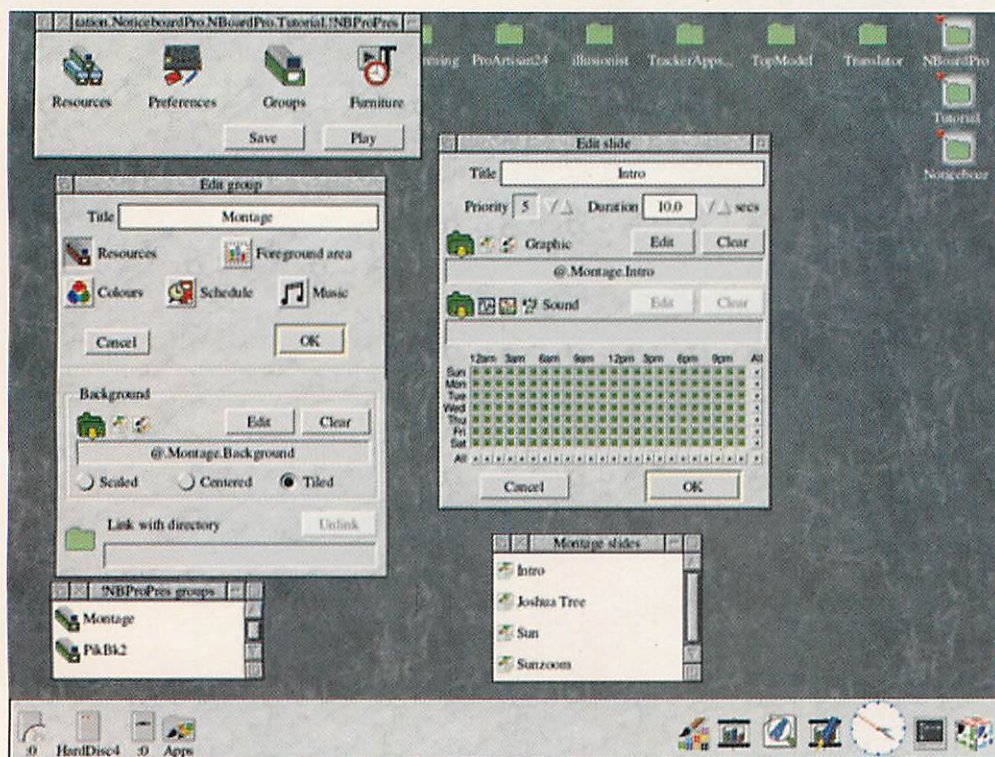 tation.NoticeboardPro.NBoardPro.Tutorial.!NBProPres
Resources Preferences Groups Furniture
Save Play
ProArtisan24 illusionist TrackerApps... TopModel Translator NBoardPro
Tutorial
Noticeboar
Edit group
Title Montage
Resources Foreground area
Colours Schedule Music
Cancel OK
Background
Edit Clear
@.Montage.Background
Scaled Centered Tiled
Link with directory Unlink
!NBProPres groups
Montage
PikBk2
Edit slide
Title Intro
Priority 5 Duration 10.0 secs
Graphic Edit Clear
@.Montage.Intro
Sound Edit Clear
12am 3am 6am 9am 12pm 3pm 6pm 9pm All
Sun
Mon
Tue
Wed
Thu
Fri
Sat
All
Cancel OK
Montage slides
Intro
Joshua Tree
Sun
Sunzoom
:0 HardDisc4 :0 Apps